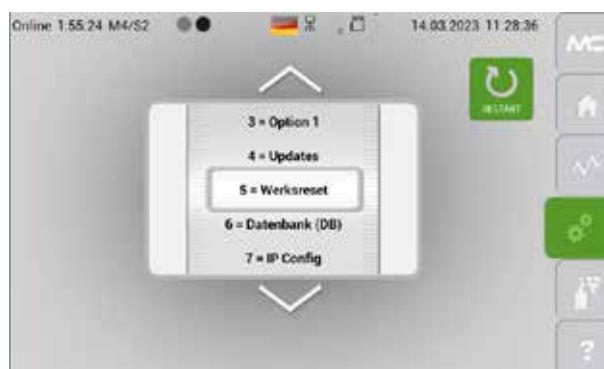 Online 1:55.24 M4/S2
14.03.2023 11:28:36
MC
RESTART
3 = Option 1
4 = Updates
5 = Werksreset
6 = Datenbank (DB)
7 = IP Config
?